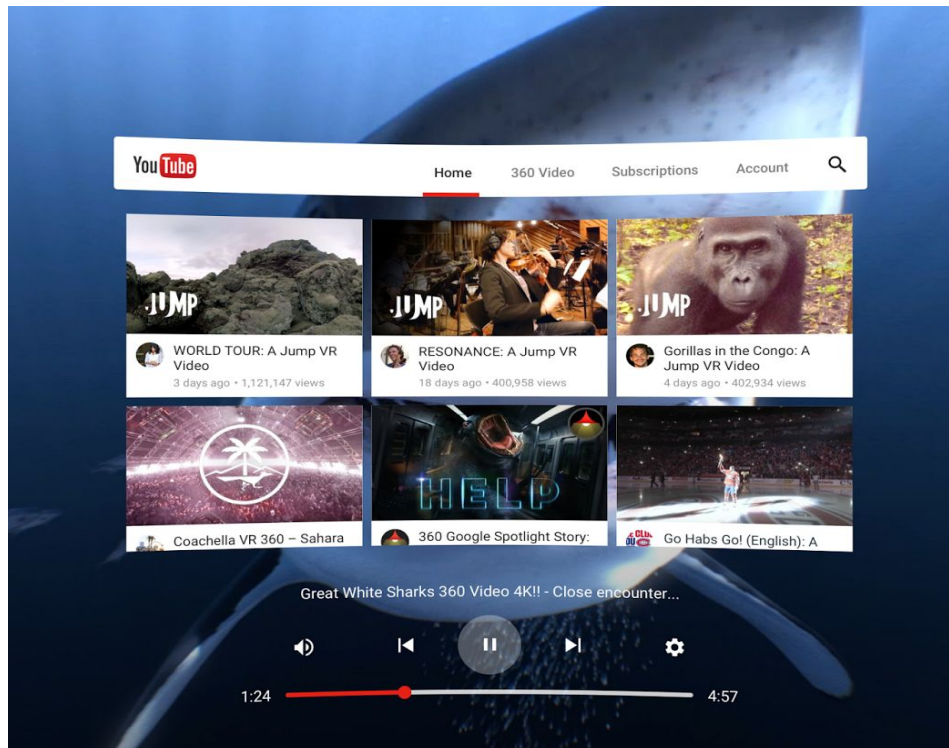 YouTube
Home 360 Video Subscriptions Account
JUMP
JUMP
JUMP
WORLD TOUR: A Jump VR
Video
3 days ago • 1,121,147 views
RESONANCE: A Jump VR
Video
18 days ago • 400,958 views
Gorillas in the Congo: A
Jump VR Video
4 days ago • 402,934 views
HELP
Coachella VR 360 – Sahara
360 Google Spotlight Story:
CLU
Go Habs Go! (English): A
Great White Sharks 360 Video 4K!! - Close encounter...
1:24
4:57